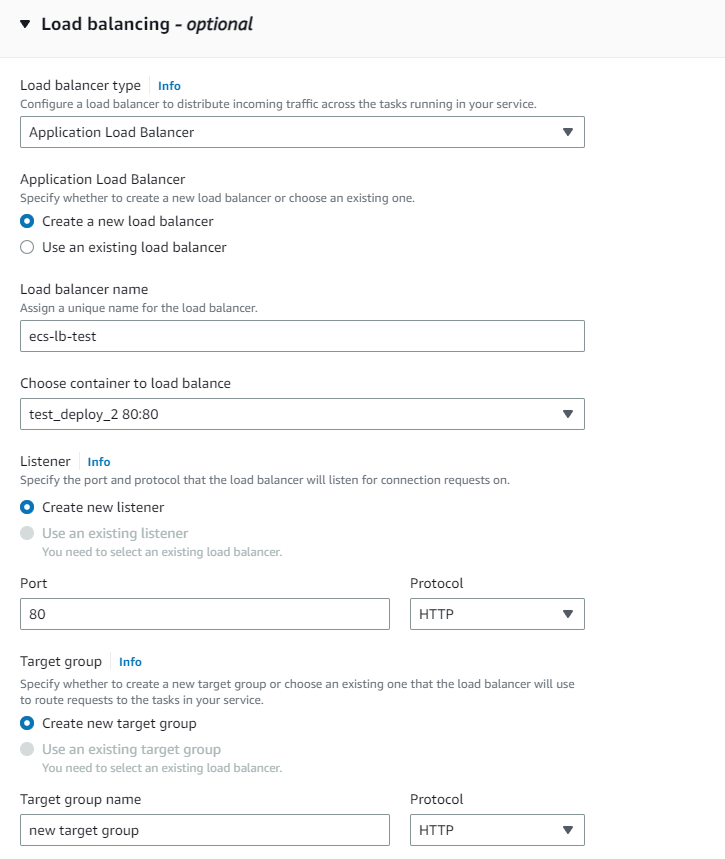 Load balancing - optional
Load balancer type Info
Configure a load balancer to distribute incoming traffic across the tasks running in your service.
Application Load Balancer
Application Load Balancer
Specify whether to create a new load balancer or choose an existing one.
Create a new load balancer
Use an existing load balancer
Load balancer name
Assign a unique name for the load balancer.
ecs-lb-test
Choose container to load balance
test_deploy_2 80:80
Listener Info
Specify the port and protocol that the load balancer will listen for connection requests on.
Create new listener
Use an existing listener
You need to select an existing load balancer.
Port Protocol
80 HTTP
Target group Info
Specify whether to create a new target group or choose an existing one that the load balancer will use
to route requests to the tasks in your service.
Create new target group
Use an existing target group
You need to select an existing load balancer.
Target group name Protocol
new target group HTTP